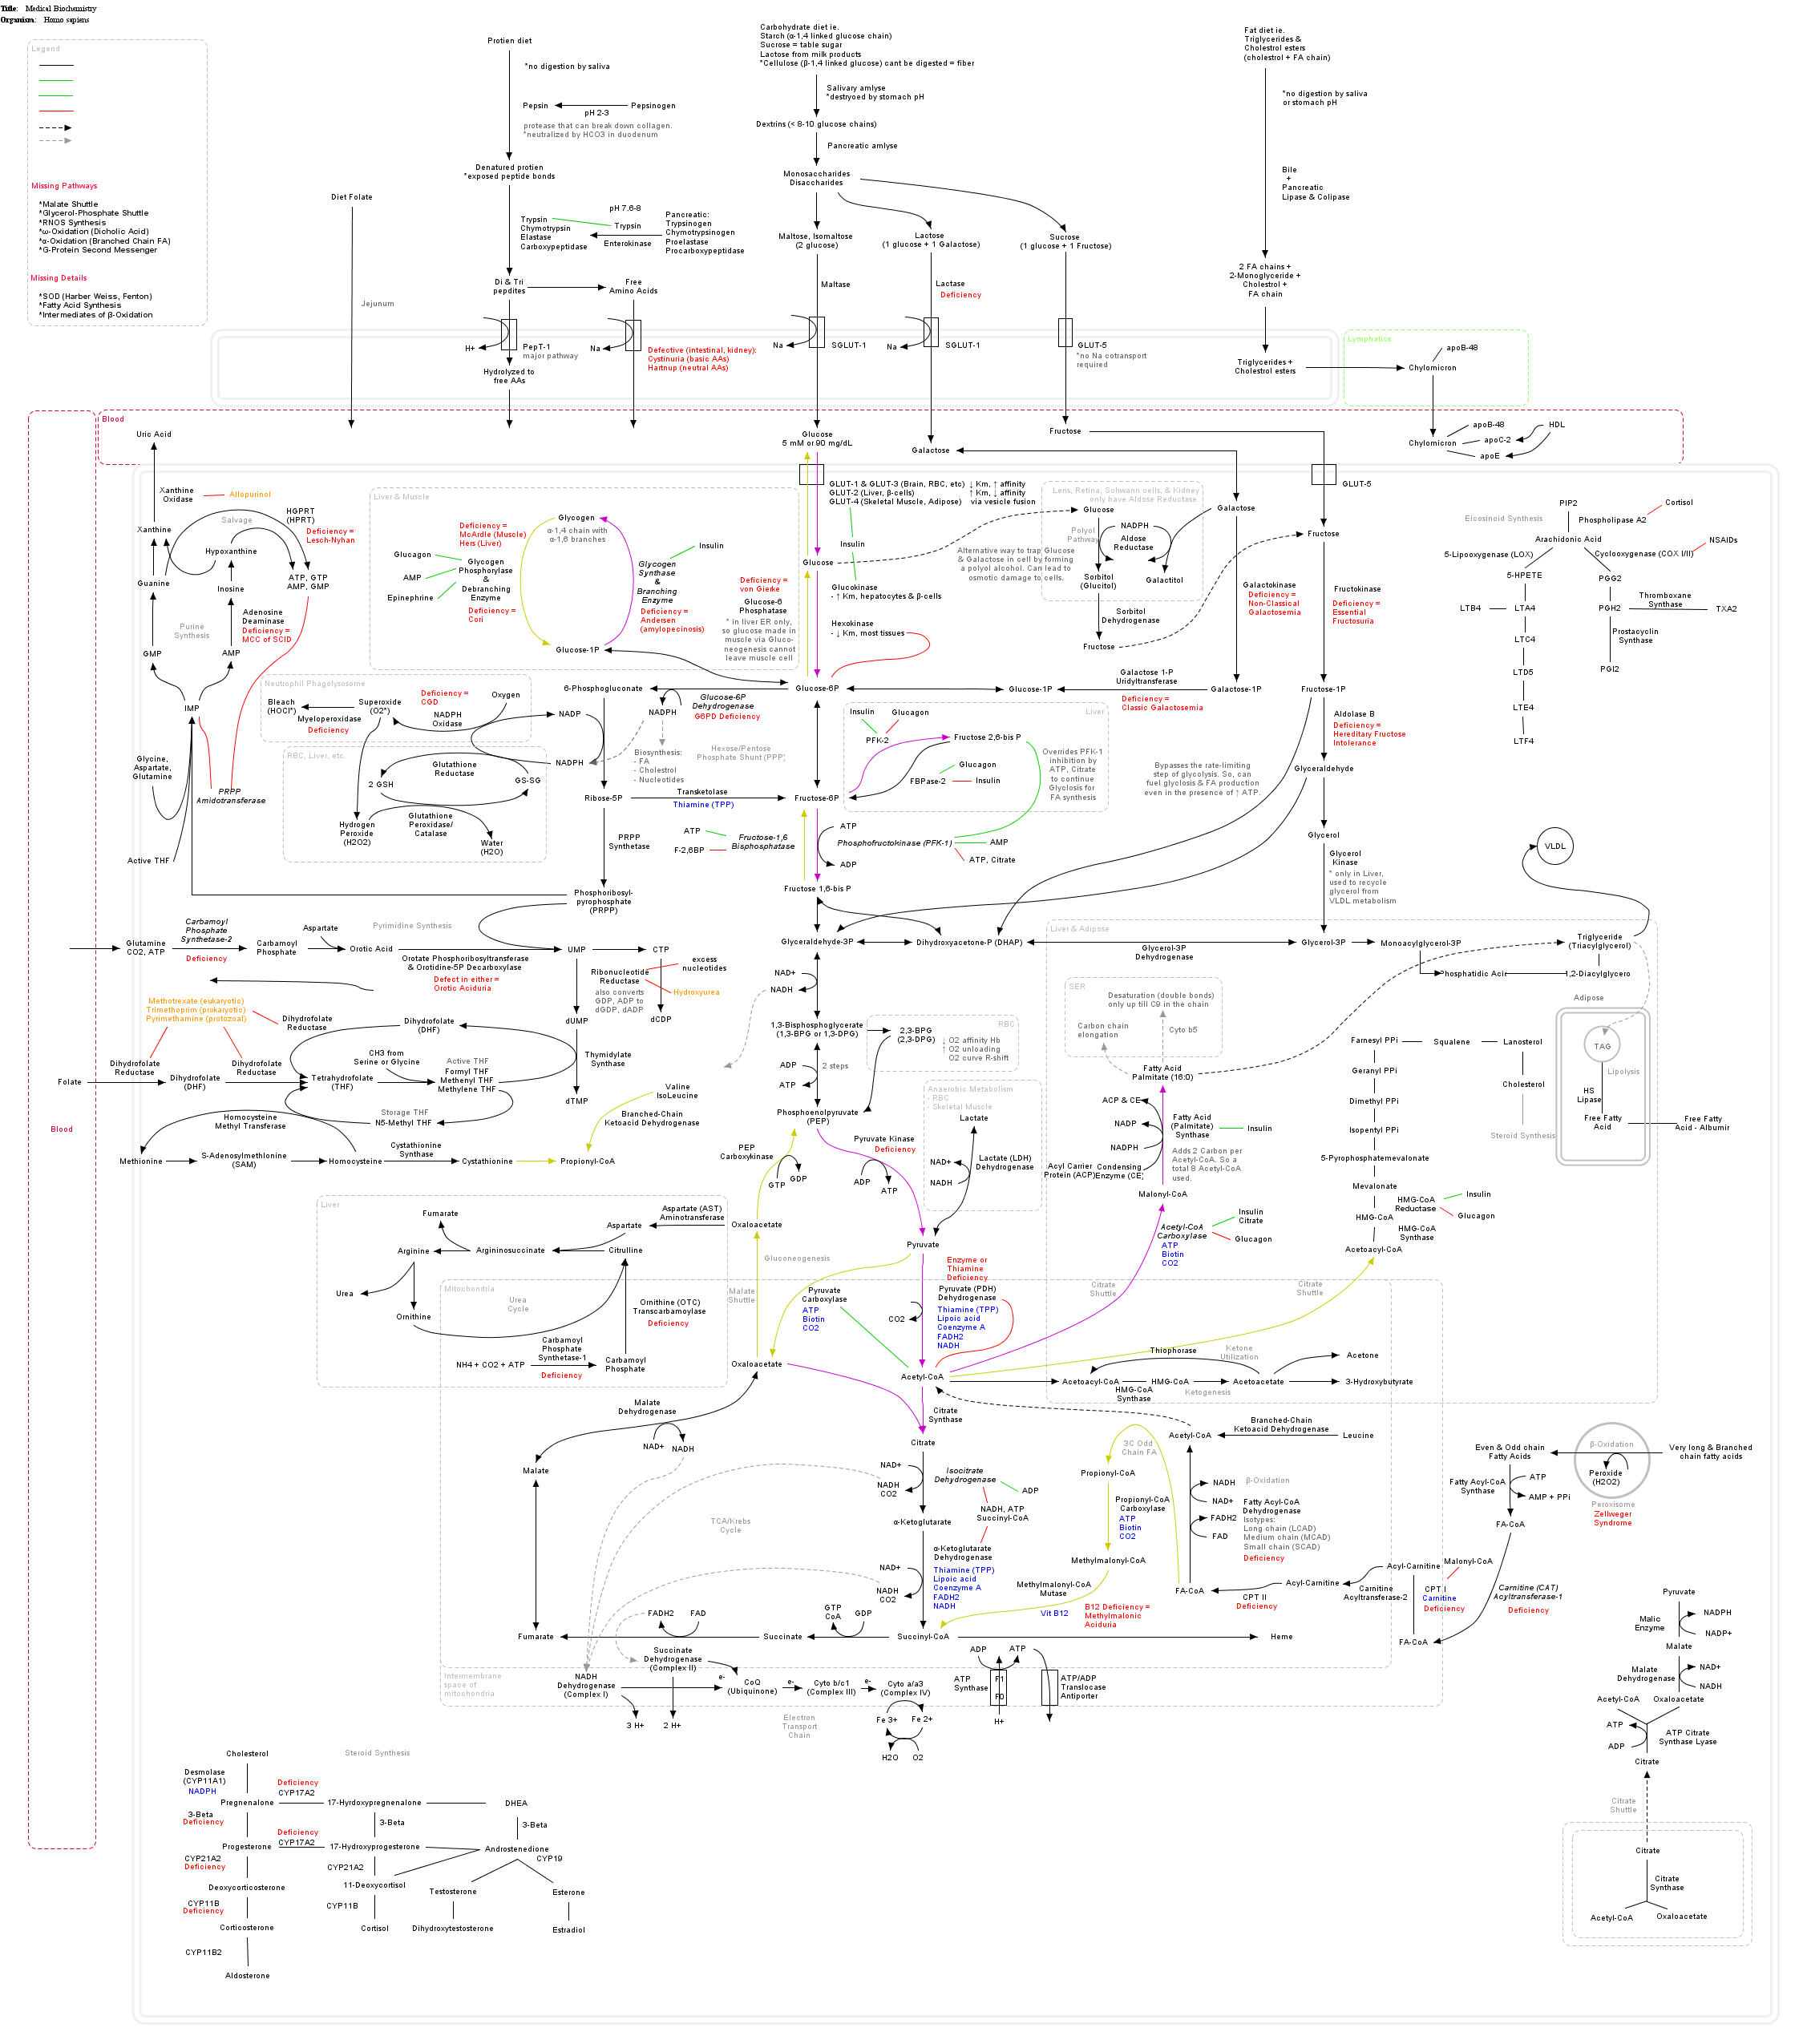 Title: Medical Biochemistry
Organism: Homo sapiens
Legend
Missing Pathways
*Malate Shuttle
*Glycerol-Phosphate Shuttle
*RNOS Synthesis
*ω-Oxidation (Dicholic Acid)
*α-Oxidation (Branched Chain FA)
*G-Protein Second Messenger
Missing Details
*SOD (Harber Weiss, Fenton)
*Fatty Acid Synthesis
*Intermediates of β-Oxidation
Diet Folate
Jejunum
Protien diet
*no digestion by saliva
Pepsin
Pepsinogen
pH 2-3
protease that can break down collagen.
*neutralized by HCO3 in duodenum
Denatured protien
*exposed peptide bonds
pH 7.6-8
Trypsin
Chymotrypsin
Elastase
Carboxypeptidase
Trypsin
Enterokinase
Pancreatic:
Trypsinogen
Chymotrypsinogen
Proelastase
Procarboxypeptidase
Di & Tri
pepdites
Free
Amino Acids
H+
PepT-1
major pathway
Na
Hydrolyzed to
free AAs
Defective (intestinal, kidney):
Cystinuria (basic AAs)
Hartnup (neutral AAs)
Carbohydrate diet ie.
Starch (α-1,4 linked glucose chain)
Sucrose = table sugar
Lactose from milk products
*Cellulose (β-1,4 linked glucose) cant be digested = fiber
Salivary amlyse
*destryoed by stomach pH
Dextrins (< 8-10 glucose chains)
Pancreatic amlyse
Monosaccharides
Disaccharides
Maltose, Isomaltose
(2 glucose)
Lactose
(1 glucose + 1 Galactose)
Sucrose
(1 glucose + 1 Fructose)
Maltase
Lactase
Deficiency
Na
SGLUT-1
Na
SGLUT-1
GLUT-5
*no Na cotransport
required
Fat diet ie.
Triglycerides &
Cholestrol esters
(cholestrol + FA chain)
*no digestion by saliva
or stomach pH
Bile
+
Pancreatic
Lipase & Colipase
2 FA chains +
2-Monoglyceride +
Cholestrol +
FA chain
Triglycerides +
Cholestrol esters
Lymphatics
apoB-48
Chylomicron
Blood
Uric Acid
Glucose
5 mM or 90 mg/dL
Galactose
Fructose
Chylomicron
apoB-48
apoC-2
apoE
HDL
Xanthine
Oxidase
Allopurinol
Xanthine
HGPRT
(HPRT)
Salvage
Deficiency =
Lesch-Nyhan
Hypoxanthine
Guanine
ATP, GTP
AMP, GMP
Inosine
Adenosine
Deaminase
Deficiency =
MCC of SCID
Purine
Synthesis
GMP
AMP
IMP
Glycine,
Aspartate,
Glutamine
PRPP
Amidotransferase
Active THF
Liver & Muscle
Glycogen
α-1,4 chain with
α-1,6 branches
Deficiency =
McArdle (Muscle)
Hers (Liver)
Glucagon
AMP
Epinephrine
Glycogen
Phosphorylase
&
Debranching
Enzyme
Deficiency =
Cori
Insulin
Glycogen
Synthase
&
Branching
Enzyme
Deficiency =
Andersen
(amylopecinosis)
Glucose-1P
Deficiency =
von Gierke
Glucose-6
Phosphatase
* in liver ER only,
so glucose made in
muscle via Gluco-
neogenesis cannot
leave muscle cell
GLUT-1 & GLUT-3 (Brain, RBC, etc) ↓ Km, ↑ affinity
GLUT-2 (Liver, β-cells) ↑ Km, ↓ affinity
GLUT-4 (Skeletal Muscle, Adipose) via vesicle fusion
Insulin
Glucose
Glucokinase
- ↑ Km, hepatocytes & β-cells
Hexokinase
- ↓ Km, most tissues
Lens, Retina, Schwann cells, & Kidney
only have Aldose Reductase
Glucose
NADPH
Polyol
Pathway
Aldose
Reductase
Alternative way to trap Glucose
& Galactose in cell by forming
a polyol alcohol. Can lead to
osmotic damage to cells.
Sorbitol
(Glucitol)
Galactitol
Sorbitol
Dehydrogenase
Fructose
Galactose
Galactokinase
Deficiency =
Non-Classical
Galactosemia
GLUT-5
Fructose
Fructokinase
Deficiency =
Essential
Fructosuria
PIP2
Cortisol
Eicosinoid Synthesis
Phospholipase A2
Arachidonic Acid
NSAIDs
5-Lipooxygenase (LOX)
Cyclooxygenase (COX I/II)
5-HPETE
PGG2
Thromboxane
Synthase
LTB4
LTA4
PGH2
TXA2
LTC4
Prostacyclin
Synthase
LTD5
PGI2
LTE4
LTF4
6-Phosphogluconate
Glucose-6P
Glucose-6P
Dehydrogenase
G6PD Deficiency
NADPH
Glucose-1P
Galactose 1-P
Uridyltransferase
Deficiency =
Classic Galactosemia
Galactose-1P
Fructose-1P
Neutrophil Phagolysosome
Bleach
(HOCl*)
Superoxide
(O2*)
Deficiency =
CGD
Oxygen
Myeloperoxidase
Deficiency
NADPH
Oxidase
NADP
NADPH
RBC, Liver, etc.
Glutathione
Reductase
2 GSH
GS-SG
Hydrogen
Peroxide
(H2O2)
Glutathione
Peroxidase/
Catalase
Water
(H2O)
Biosynthesis:
- FA
- Cholestrol
- Nucleotides
Hexose/Pentose
Phosphate Shunt (PPP)
Ribose-5P
Transketolase
Thiamine (TPP)
Fructose-6P
Liver
Insulin
Glucagon
PFK-2
Fructose 2,6-bis P
Glucagon
FBPase-2
Insulin
Overrides PFK-1
inhibition by
ATP, Citrate
to continue
Glyclosis for
FA synthesis
Aldolase B
Deficiency =
Hereditary Fructose
Intolerance
Bypasses the rate-limiting
step of glycolysis. So, can
fuel glyclosis & FA production
even in the presence of ↑ ATP.
Glyceraldehyde
Glycerol
Glycerol
Kinase
* only in Liver,
used to recycle
glycerol from
VLDL metabolism
VLDL
PRPP
Synthetase
ATP
F-2,6BP
Fructose-1,6
Bisphosphatase
ATP
Phosphofructokinase (PFK-1)
ADP
AMP
ATP, Citrate
Fructose 1,6-bis P
Phosphoribosyl-
pyrophosphate
(PRPP)
Glutamine
CO2, ATP
Carbamoyl
Phosphate
Synthetase-2
Deficiency
Carbamoyl
Phosphate
Aspartate
Orotic Acid
Pyrimidine Synthesis
Orotate Phosphoribosyltransferase
& Orotidine-5P Decarboxylase
Defect in either =
Orotic Aciduria
UMP
CTP
Ribonucleotide
Reductase
also converts
GDP, ADP to
dGDP, dADP
excess
nucleotides
Hydroxyurea
dUMP
dCDP
Thymidylate
Synthase
dTMP
Methotrexate (eukaryotic)
Trimethoprim (prokaryotic)
Pyrimethamine (protozoal)
Dihydrofolate
Reductase
Dihydrofolate
(DHF)
Dihydrofolate
Reductase
Dihydrofolate
Reductase
Folate
Dihydrofolate
(DHF)
Tetrahydrofolate
(THF)
CH3 from
Serine or Glycine
Active THF
Formyl THF
Methenyl THF
Methylene THF
Storage THF
N5-Methyl THF
Homocysteine
Methyl Transferase
Blood
Methionine
S-Adenosylmethlonine
(SAM)
Homocysteine
Cystathionine
Synthase
Cystathionine
Propionyl-CoA
Valine
IsoLeucine
Branched-Chain
Ketoacid Dehydrogenase
Glyceraldehyde-3P
Dihydroxyacetone-P (DHAP)
Glycerol-3P
Dehydrogenase
Liver & Adipose
Glycerol-3P
Monoacylglycerol-3P
Triglyceride
(Triacylglycerol)
Phosphatidic Aci
1,2-Diacylglycero
NAD+
NADH
1,3-Bisphosphoglycerate
(1,3-BPG or 1,3-DPG)
RBC
2,3-BPG
(2,3-DPG)
↓ O2 affinity Hb
↑ O2 unloading
O2 curve R-shift
ADP
ATP
2 steps
Phosphoenolpyruvate
(PEP)
SER
Desaturation (double bonds)
only up till C9 in the chain
Carbon chain
elongation
Cyto b5
Fatty Acid
Palmitate (16:0)
Adipose
TAG
Lipolysis
HS
Lipase
Free Fatty
Acid
Free Fatty
Acid - Albumir
Farnesyl PPi
Squalene
Lanosterol
Geranyl PPi
Cholesterol
Dimethyl PPi
Isopentyl PPi
Steroid Synthesis
5-Pyrophosphatemevalonate
Mevalonate
HMG-CoA
Reductase
Insulin
Glucagon
HMG-CoA
HMG-CoA
Synthase
Acetoacyl-CoA
Anaerobic Metabolism
- RBC
- Skeletal Muscle
Lactate
Lactate (LDH)
Dehydrogenase
NAD+
NADH
ACP & CE
NADP
NADPH
Fatty Acid
(Palmitate)
Synthase
Insulin
Adds 2 Carbon per
Acetyl-CoA. So a
total 8 Acetyl-CoA
used.
Acyl Carrier
Protein (ACP)
Condensing
Enzyme (CE)
Malonyl-CoA
Acetyl-CoA
Carboxylase
ATP
Biotin
CO2
Insulin
Citrate
Glucagon
PEP
Carboxykinase
GTP
GDP
Pyruvate Kinase
Deficiency
ADP
ATP
Pyruvate
Liver
Fumarate
Aspartate
Aspartate (AST)
Aminotransferase
Oxaloacetate
Arginine
Argininosuccinate
Citrulline
Gluconeogenesis
Urea
Ornithine
Mitochondria
Urea
Cycle
Ornithine (OTC)
Transcarbamoylase
Deficiency
Malate
Shuttle
NH4 + CO2 + ATP
Carbamoyl
Phosphate
Synthetase-1
Deficiency
Carbamoyl
Phosphate
Oxaloacetate
Pyruvate
Carboxylase
ATP
Biotin
CO2
CO2
Enzyme or
Thiamine
Deficiency
Pyruvate (PDH)
Dehydrogenase
Thiamine (TPP)
Lipoic acid
Coenzyme A
FADH2
NADH
Citrate
Shuttle
Citrate
Shuttle
Acetyl-CoA
Thiophorase
Ketone
Utilization
Acetone
Acetoacyl-CoA
HMG-CoA
Synthase
HMG-CoA
Ketogenesis
Acetoacetate
3-Hydroxybutyrate
Citrate
Synthase
Malate
Dehydrogenase
NAD+
NADH
Malate
Citrate
NAD+
NADH
CO2
Isocitrate
Dehydrogenase
ADP
NADH, ATP
Succinyl-CoA
α-Ketoglutarate
α-Ketoglutarate
Dehydrogenase
Thiamine (TPP)
Lipoic acid
Coenzyme A
FADH2
NADH
NAD+
NADH
CO2
TCA/Krebs
Cycle
3C Odd
Chain FA
Propionyl-CoA
Propionyl-CoA
Carboxylase
ATP
Biotin
CO2
Methylmalonyl-CoA
Methylmalonyl-CoA
Mutase
Vit B12
B12 Deficiency =
Methylmalonic
Aciduria
Acetyl-CoA
Branched-Chain
Ketoacid Dehydrogenase
Leucine
NADH
NAD+
FADH2
FAD
β-Oxidation
Fatty Acyl-CoA
Dehydrogenase
Isotypes:
Long chain (LCAD)
Medium chain (MCAD)
Small chain (SCAD)
Deficiency
FA-CoA
CPT II
Deficiency
Acyl-Carnitine
Carnitine
Acyltransferase-2
Acyl-Carnitine
Malonyl-CoA
CPT I
Carnitine
Deficiency
Carnitine (CAT)
Acyltransferase-1
Deficiency
FA-CoA
Even & Odd chain
Fatty Acids
Fatty Acyl-CoA
Synthase
ATP
AMP + PPi
FA-CoA
β-Oxidation
Peroxide
(H2O2)
Peroxisome
Zellweger
Syndrome
Very long & Branched
chain fatty acids
Fumarate
FADH2
FAD
Succinate
GTP
CoA
GDP
Succinyl-CoA
Heme
Succinate
Dehydrogenase
(Complex II)
Intermembrane
space of
mitochondria
NADH
Dehydrogenase
(Complex I)
3 H+
2 H+
e-
CoQ
(Ubiquinone)
e-
Cyto b/c1
(Complex III)
e-
Cyto a/a3
(Complex IV)
Electron
Transport
Chain
Fe 3+
Fe 2+
H2O
O2
ADP
ATP
ATP
Synthase
F1
F0
H+
ATP/ADP
Translocase
Antiporter
Pyruvate
Malic
Enzyme
NADPH
NADP+
Malate
Malate
Dehydrogenase
NAD+
NADH
Acetyl-CoA
Oxaloacetate
ATP
ADP
ATP Citrate
Synthase Lyase
Citrate
Citrate
Shuttle
Citrate
Citrate
Synthase
Acetyl-CoA
Oxaloacetate
Cholesterol
Steroid Synthesis
Desmolase
(CYP11A1)
NADPH
Deficiency
CYP17A2
Pregnenalone
17-Hyrdoxypregnenalone
DHEA
3-Beta
Deficiency
3-Beta
3-Beta
Deficiency
CYP17A2
Progesterone
17-Hydroxyprogesterone
Androstenedione
CYP21A2
Deficiency
CYP21A2
CYP19
Deoxycorticosterone
11-Deoxycortisol
Testosterone
Esterone
CYP11B
Deficiency
CYP11B
Corticosterone
Cortisol
Dihydroxytestosterone
Estradiol
CYP11B2
Aldosterone